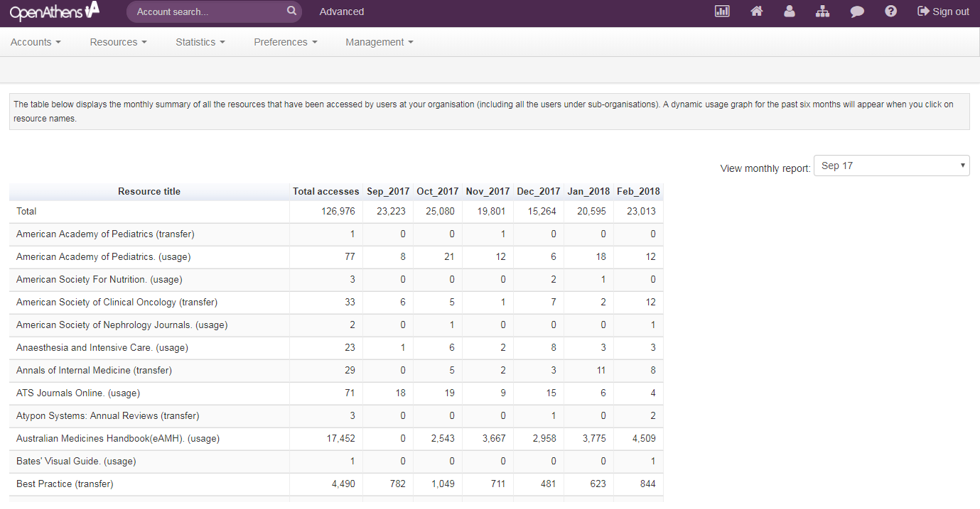 OpenAthens
Account search...
Advanced
Sign out
Accounts
Resources
Statistics
Preferences
Management
The table below displays the monthly summary of all the resources that have been accessed by users at your organisation (including all the users under sub-organisations). A dynamic usage graph for the past six months will appear when you click on
resource names.
View monthly report: Sep 17
Resource title Total accesses Sep_2017 Oct_2017 Nov_2017 Dec_2017 Jan_2018 Feb_2018
Total 126,976 23,223 25,080 19,801 15,264 20,595 23,013
American Academy of Pediatrics (transfer) 1 0 0 1 0 0 0
American Academy of Pediatrics. (usage) 77 8 21 12 6 18 12
American Society For Nutrition. (usage) 3 0 0 0 2 1 0
American Society of Clinical Oncology (transfer) 33 6 5 1 7 2 12
American Society of Nephrology Journals. (usage) 2 0 1 0 0 0 1
Anaesthesia and Intensive Care. (usage) 23 1 6 2 8 3 3
Annals of Internal Medicine (transfer) 29 0 5 2 3 11 8
ATS Journals Online. (usage) 71 18 19 9 15 6 4
Atypon Systems: Annual Reviews (transfer) 3 0 0 0 1 0 2
Australian Medicines Handbook(eAMH). (usage) 17,452 0 2,543 3,667 2,958 3,775 4,509
Bates' Visual Guide. (usage) 1 0 0 0 0 0 1
Best Practice (transfer) 4,490 782 1,049 711 481 623 844